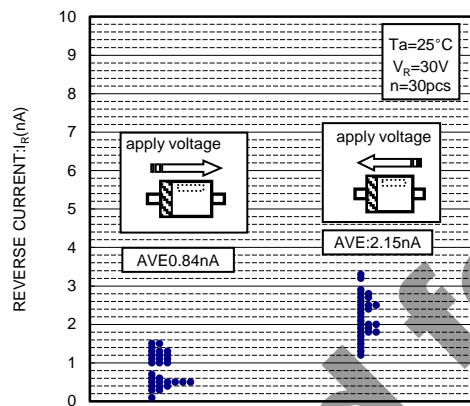 REVERSE CURRENT:IR(nA)
10
9
8
7
6
5
4
3
2
1
0
Ta=25°C
VR=30V
n=30pcs
apply voltage
AVE0.84nA
apply voltage
AVE:2.15nA